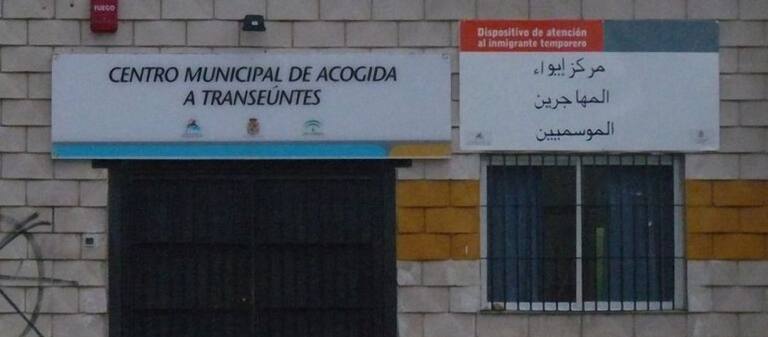 FUEGO
CENTRO MUNICIPAL DE ACOGIDA
A TRANSEÚNTES
Dispositivo de atención
al inmigrante temporero
مركز إيواء
المهاجرين
الموسميين